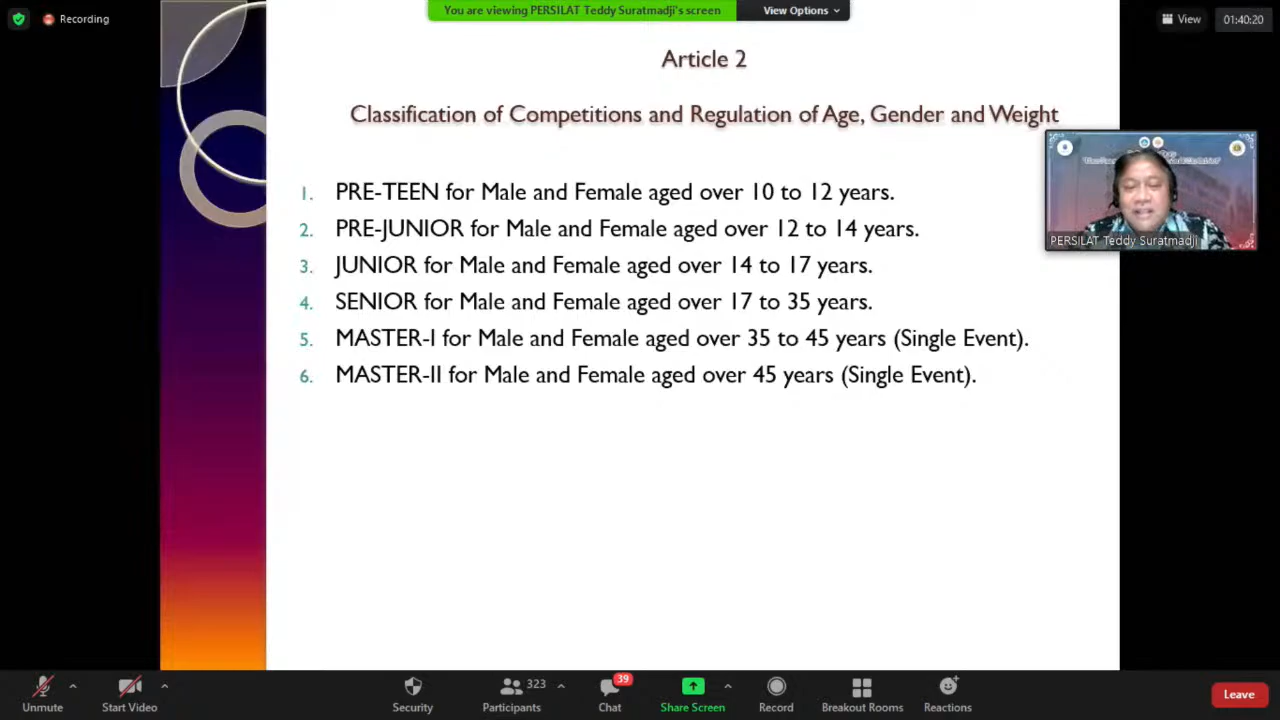 Recording
You are viewing PERSILAT Teddy Suratmadji's screen
View Options
View
01:40:20
Article 2
Classification of Competitions and Regulation of Age, Gender and Weight
1. PRE-TEEN for Male and Female aged over 10 to 12 years.
2. PRE-JUNIOR for Male and Female aged over 12 to 14 years.
3. JUNIOR for Male and Female aged over 14 to 17 years.
4. SENIOR for Male and Female aged over 17 to 35 years.
5. MASTER-I for Male and Female aged over 35 to 45 years (Single Event).
6. MASTER-II for Male and Female aged over 45 years (Single Event).
PERSILAT Teddy Suratmadji
Unmute
Start Video
Security
323
Participants
39
Chat
Share Screen
Record
Breakout Rooms
Reactions
Leave